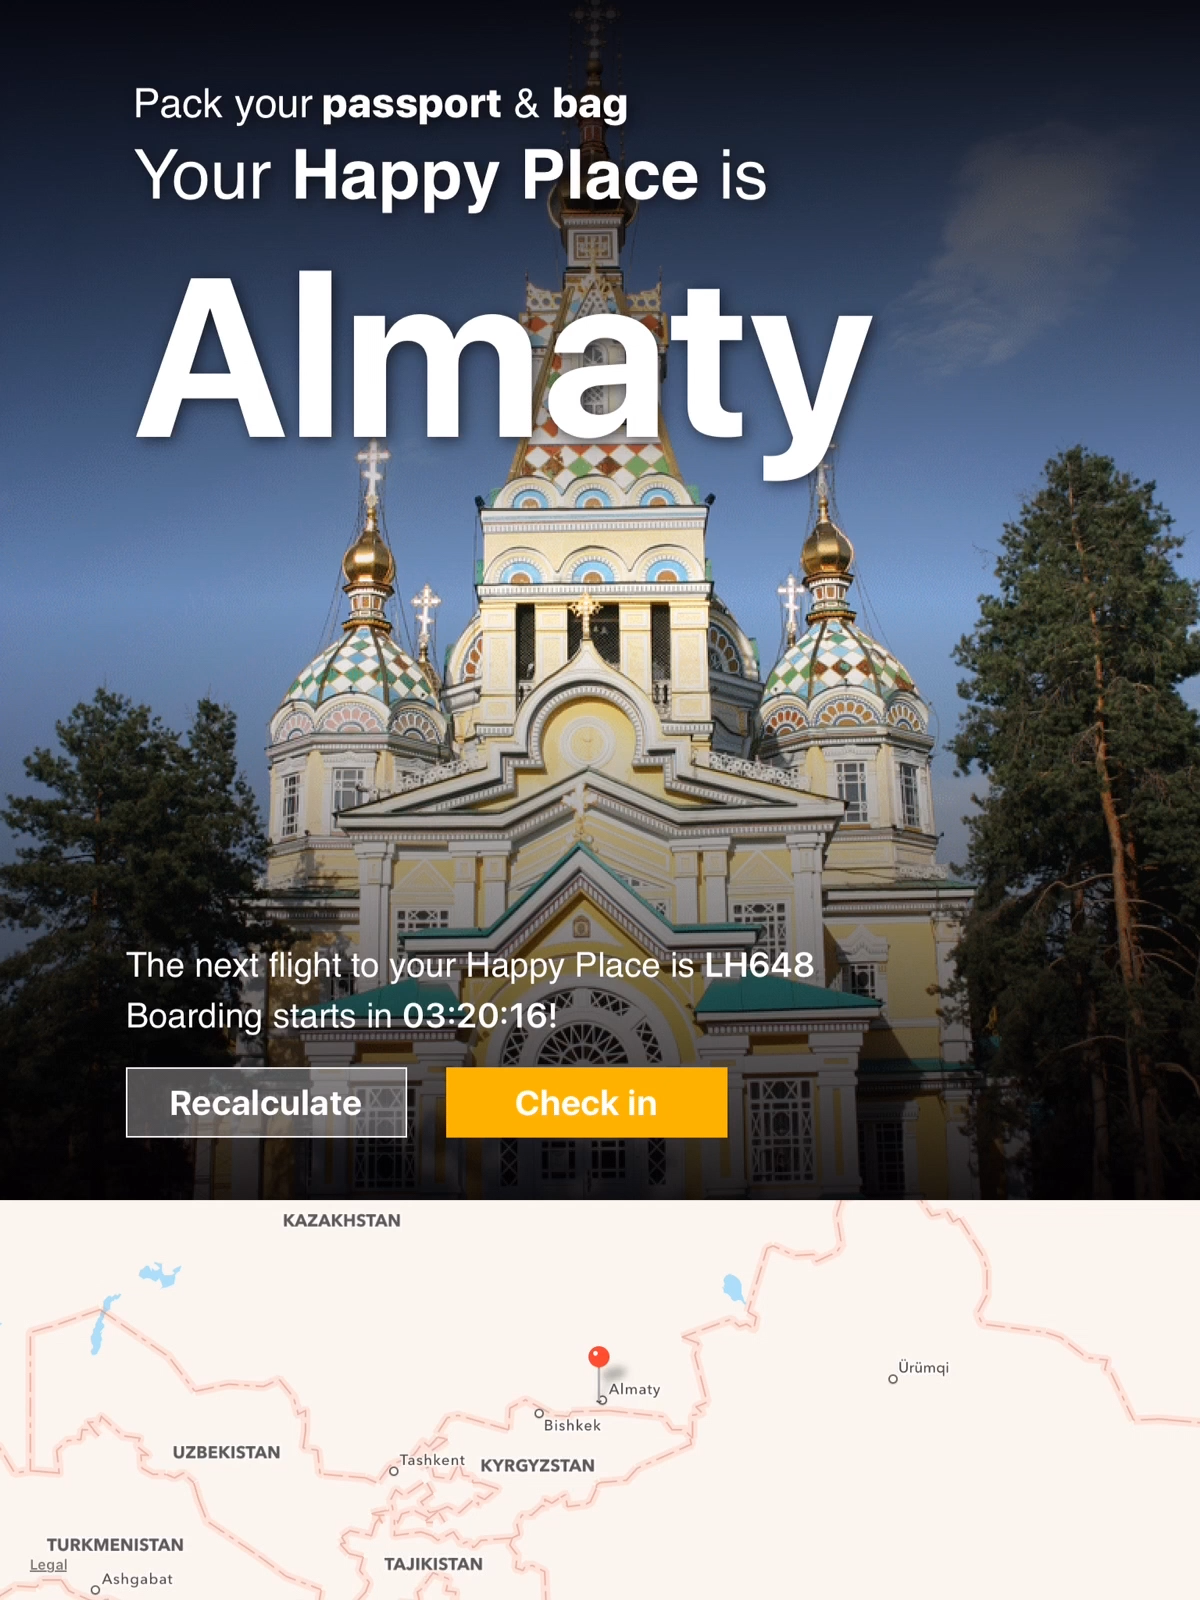 Pack your passport & bag
Your Happy Place is
Almaty
The next flight to your Happy Place is LH648
Boarding starts in 03:20:16!
Recalculate
Check in
KAZAKHSTAN
Ürümqi
Almaty
Bishkek
UZBEKISTAN
Tashkent
KYRGYZSTAN
TURKMENISTAN
Legal
TAJIKISTAN
Ashgabat